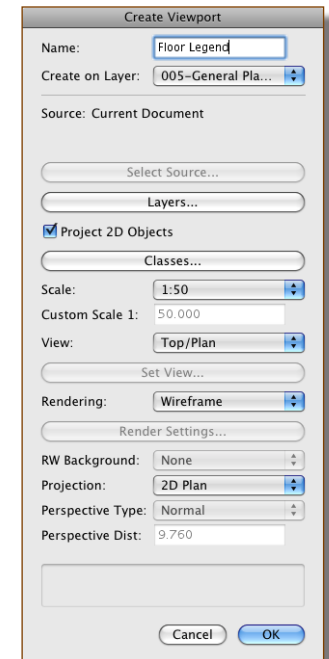 Create Viewport
Name: Floor Legend
Create on Layer: 005-General Pla...
Source: Current Document
Select Source...
Layers...
Project 2D Objects
Classes...
Scale: 1:50
Custom Scale 1: 50.000
View: Top/Plan
Set View...
Rendering: Wireframe
Render Settings...
RW Background: None
Projection: 2D Plan
Perspective Type: Normal
Perspective Dist: 9.760
Cancel OK